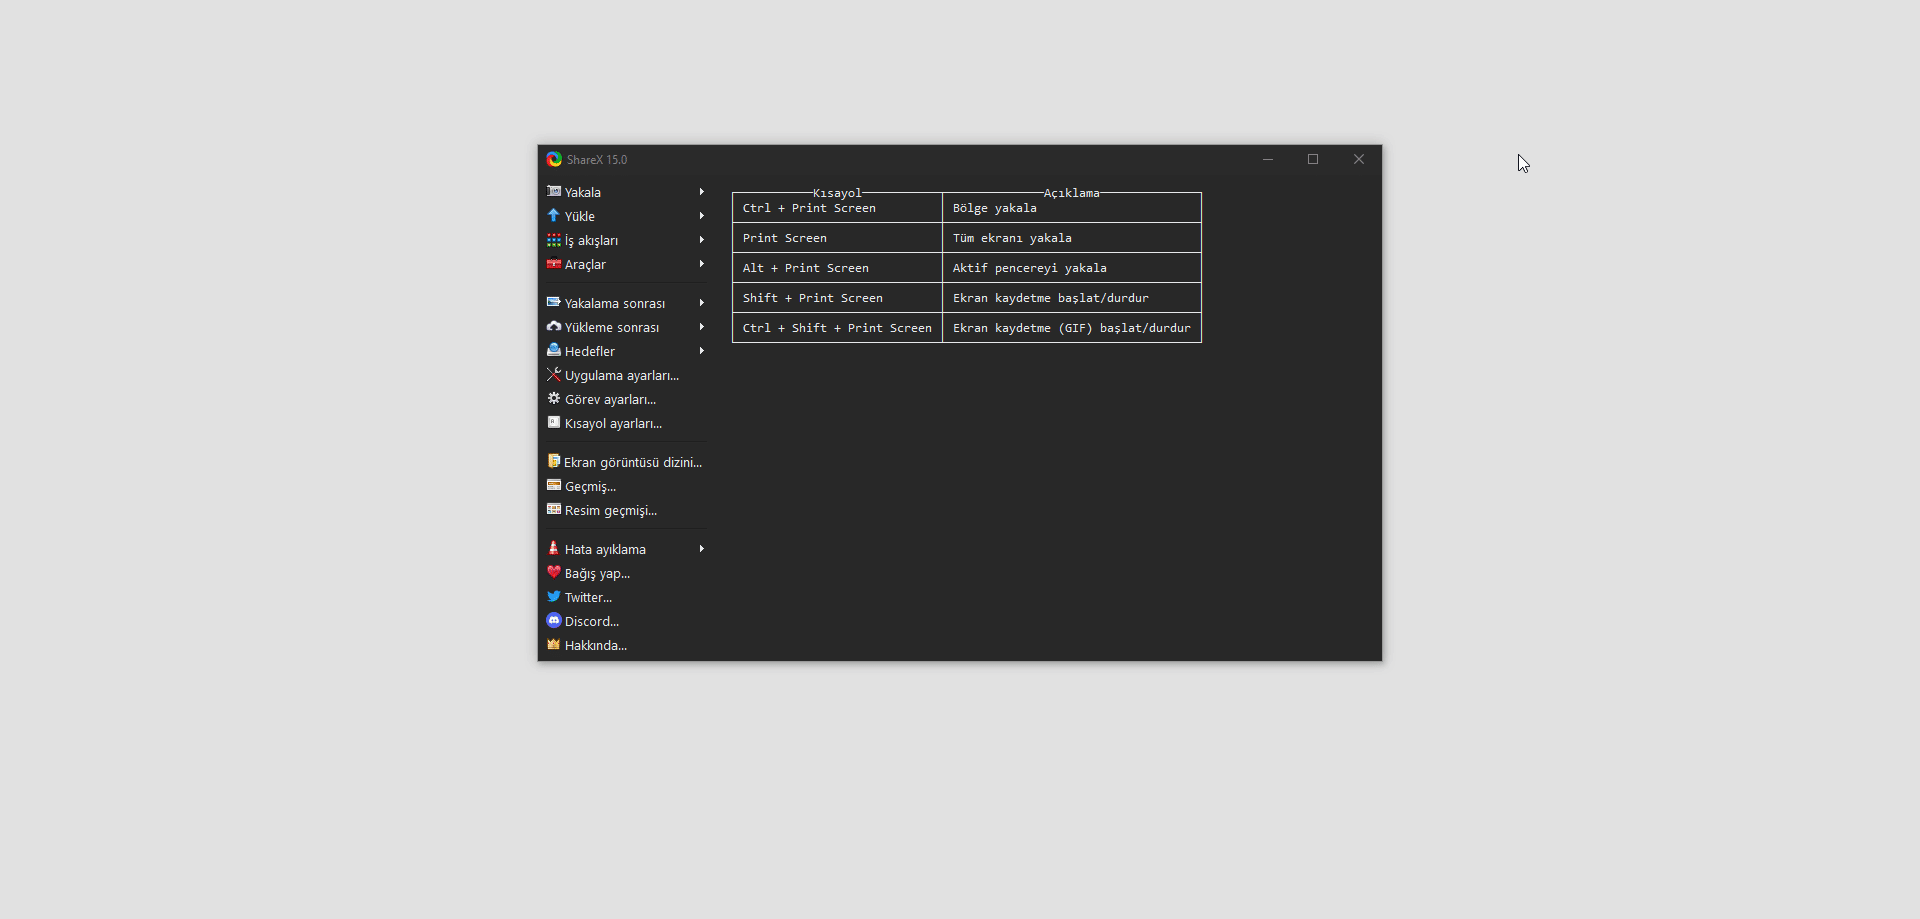 ShareX 15.0
Yakala
Yükle
İş akışları
Araçlar
Yakalama sonrası
Yükleme sonrası
Hedefler
Uygulama ayarları...
Görev ayarları...
Kısayol ayarları...
Ekran görüntüsü dizini...
Geçmiş...
Resim geçmişi...
Hata ayıklama
Bağış yap...
Twitter...
Discord...
Hakkında...
Kısayol Açıklama
Ctrl + Print Screen Bölge yakala
Print Screen Tüm ekranı yakala
Alt + Print Screen Aktif pencereyi yakala
Shift + Print Screen Ekran kaydetme başlat/durdur
Ctrl + Shift + Print Screen Ekran kaydetme (GIF) başlat/durdur